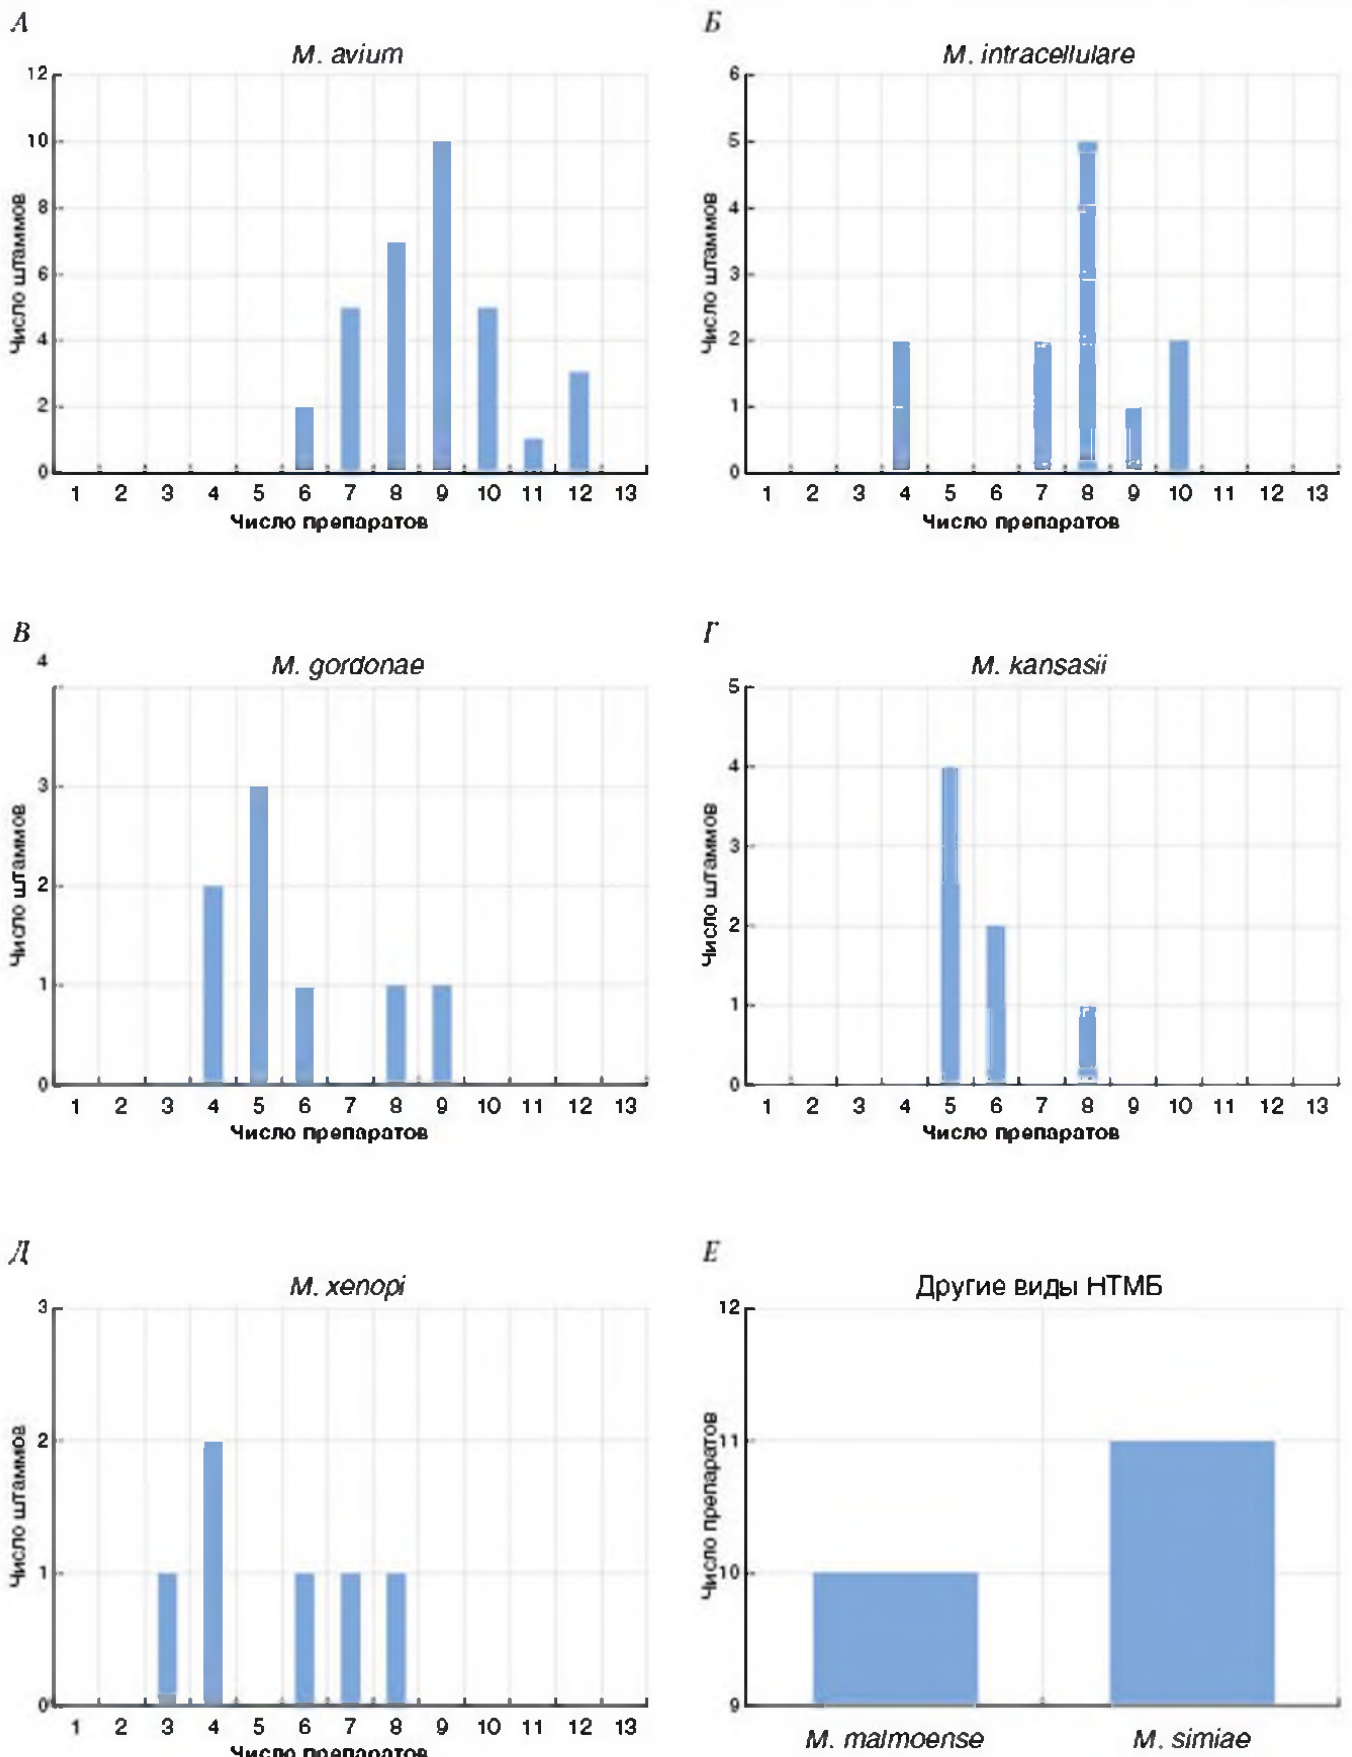 А
M. avium
12
10
8
6
4
2
0
Число штаммов
1 2 3 4 5 6 7 8 9 10 11 12 13
Число препаратов
Б
M. intracellulare
6
5
4
3
2
1
0
Число штаммов
1 2 3 4 5 6 7 8 9 10 11 12 13
Число препаратов
В
M. gordonae
4
3
2
1
0
Число штаммов
1 2 3 4 5 6 7 8 9 10 11 12 13
Число препаратов
Г
M. kansasii
5
4
3
2
1
0
Число штаммов
1 2 3 4 5 6 7 8 9 10 11 12 13
Число препаратов
Д
M. xenopi
3
2
1
0
Число штаммов
1 2 3 4 5 6 7 8 9 10 11 12 13
Число препаратов
Е
Другие виды НТМБ
12
11
10
9
Число препаратов
M. malmoense M. simiae